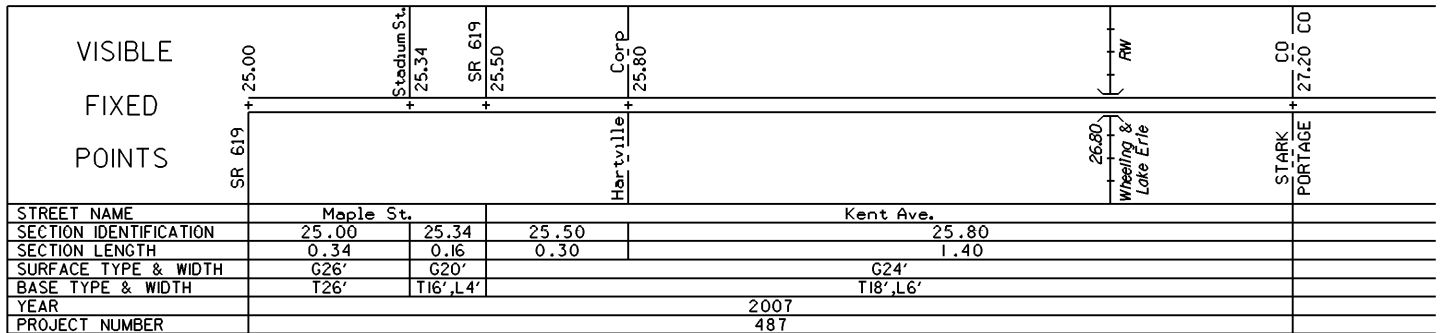 VISIBLE
FIXED
POINTS
25.00
SR 619
Stadium St.
25.34
SR 619
25.50
Corp
25.80
Hartville
RW
26.80
Wheeling &
Lake Erie
CO
27.20 CO
STARK
PORTAGE
STREET NAME Maple St. Kent Ave.
SECTION IDENTIFICATION 25.00 25.34 25.50 25.80
SECTION LENGTH 0.34 0.16 0.30 1.40
SURFACE TYPE & WIDTH G26' G20' G24'
BASE TYPE & WIDTH T26' T16',L4' T18',L6'
YEAR 2007
PROJECT NUMBER 487